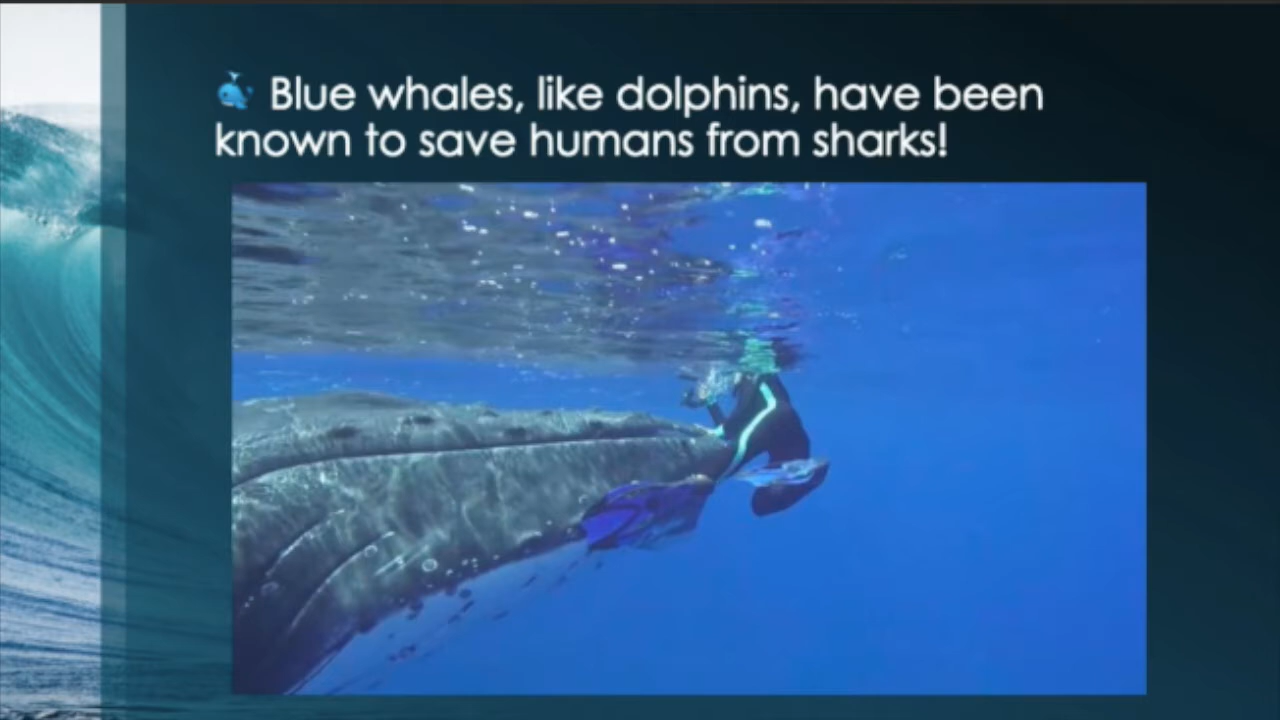 🐳 Blue whales, like dolphins, have been
known to save humans from sharks!